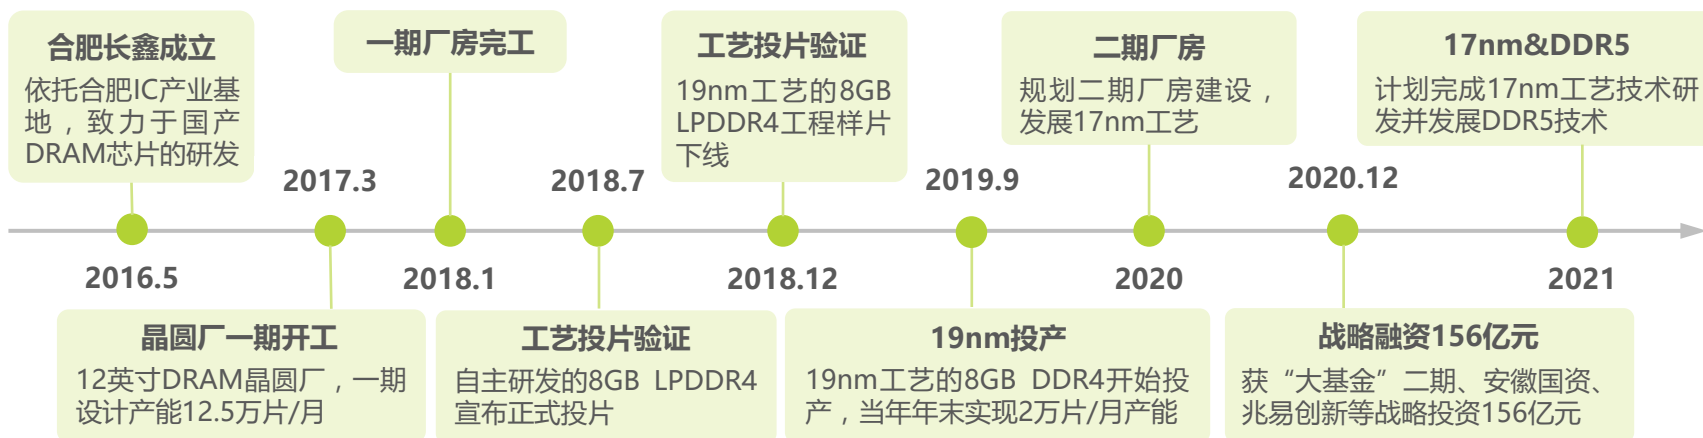 合肥长鑫成立
依托合肥IC产业基
地，致力于国产
DRAM芯片的研发
2016.5
2017.3
晶圆厂一期开工
12英寸DRAM晶圆厂，一期
设计产能12.5万片/月
一期厂房完工
2018.1
2018.7
工艺投片验证
自主研发的8GB LPDDR4
宣布正式投片
工艺投片验证
19nm工艺的8GB
LPDDR4工程样片
下线
2018.12
2019.9
19nm投产
19nm工艺的8GB DDR4开始投
产，当年年末实现2万片/月产能
二期厂房
规划二期厂房建设，
发展17nm工艺
2020
2020.12
战略融资156亿元
获“大基金”二期、安徽国资、
兆易创新等战略投资156亿元
17nm&DDR5
计划完成17nm工艺技术研
发并发展DDR5技术
2021